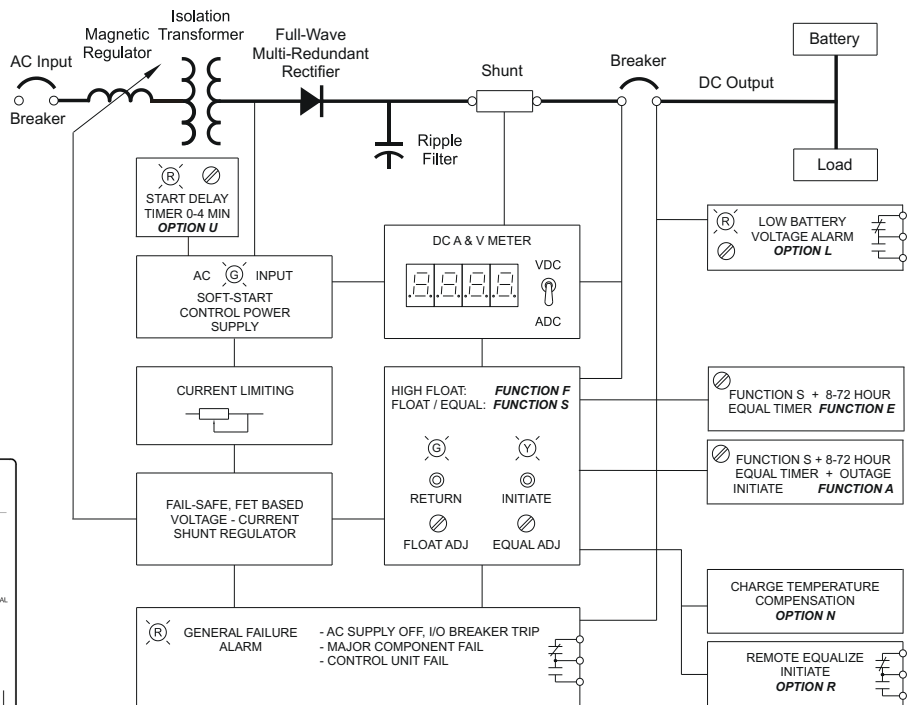 Isolation
Transformer
Magnetic
Regulator
Full-Wave
Multi-Redundant
Rectifier
AC Input
Breaker
Shunt
Breaker
DC Output
Battery
Load
Ripple
Filter
R
START DELAY
TIMER 0-4 MIN
OPTION U
AC G INPUT
SOFT-START
CONTROL POWER
SUPPLY
DC A & V METER
8.8.8.8
VDC
ADC
R
LOW BATTERY
VOLTAGE ALARM
OPTION L
CURRENT LIMITING
HIGH FLOAT: FUNCTION F
FLOAT / EQUAL: FUNCTION S
G Y
RETURN INITIATE
FLOAT ADJ EQUAL ADJ
FUNCTION S + 8-72 HOUR
EQUAL TIMER FUNCTION E
FUNCTION S + 8-72 HOUR
EQUAL TIMER + OUTAGE
INITIATE FUNCTION A
FAIL-SAFE, FET BASED
VOLTAGE - CURRENT
SHUNT REGULATOR
CHARGE TEMPERATURE
COMPENSATION
OPTION N
REMOTE EQUALIZE
INITIATE
OPTION R
R
GENERAL FAILURE
ALARM
- AC SUPPLY OFF, I/O BREAKER TRIP
- MAJOR COMPONENT FAIL
- CONTROL UNIT FAIL
AL